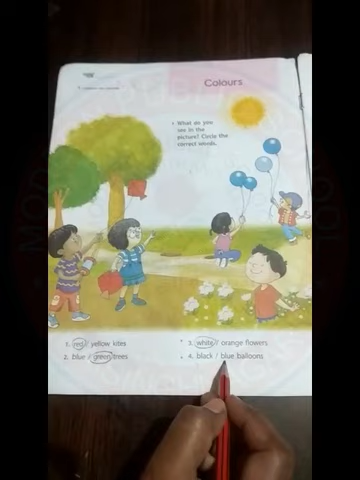 Colours
What do you
see in the
picture? Circle the
correct words.
1. red / yellow kites
2. blue / green trees
3. white / orange flowers
4. black / blue balloons